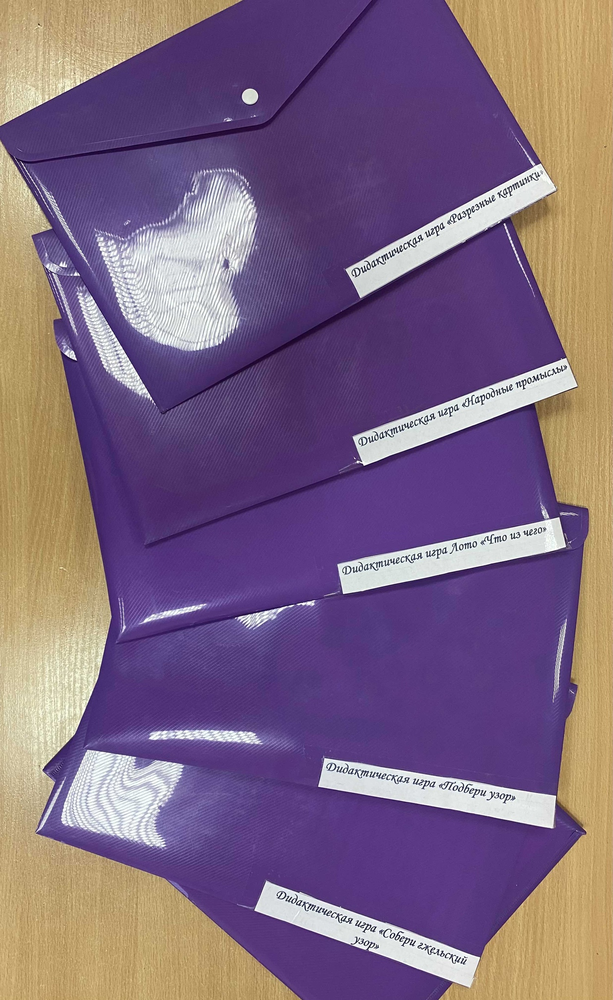 Дидактическая игра «Разрезные картинки»
Дидактическая игра «Народные промыслы»
Дидактическая игра Лото «Что из чего»
Дидактическая игра «Подбери узор»
Дидактическая игра «Собери гжельский
узор»